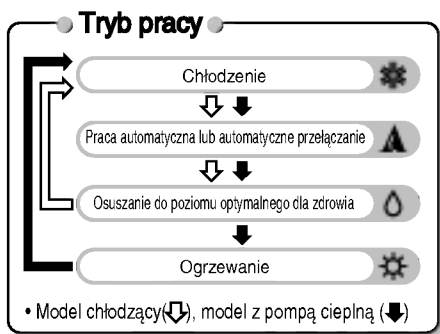 Tryb pracy
Chłodzenie
Praca automatyczna lub automatyczne przełączanie
Osuszanie do poziomu optymalnego dla zdrowia
Ogrzewanie
• Model chłodzący(⇩), model z pompą cieplną (🡇)